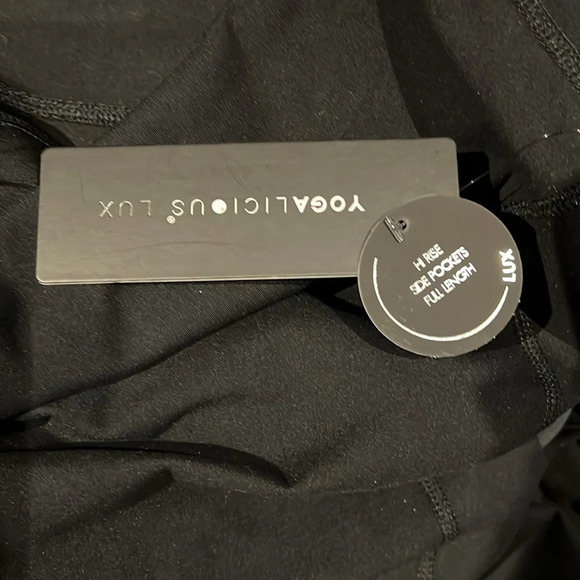 YOGALICIOUS® LUX
HI RISE
SIDE POCKETS
FULL LENGTH
LUX